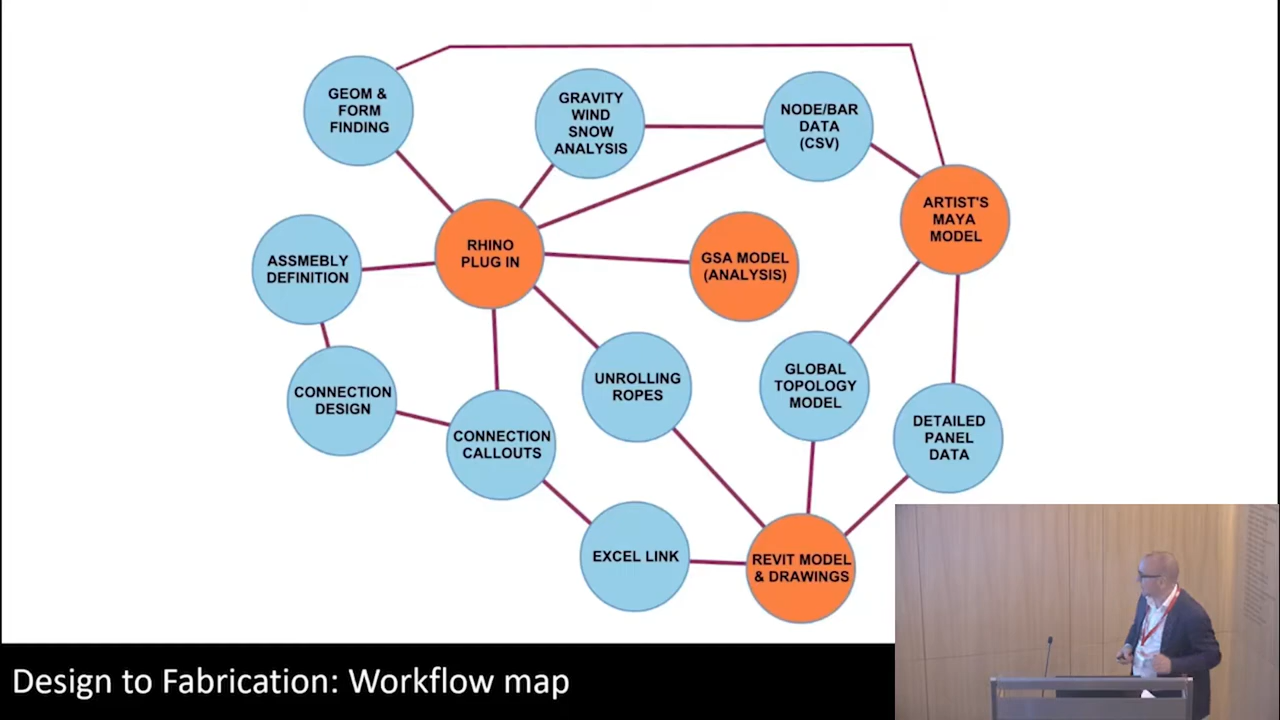 GEOM &
FORM
FINDING
GRAVITY
WIND
SNOW
ANALYSIS
NODE/BAR
DATA
(CSV)
ARTIST'S
MAYA
MODEL
RHINO
PLUG IN
GSA MODEL
(ANALYSIS)
ASSMEBLY
DEFINITION
CONNECTION
DESIGN
UNROLLING
ROPES
GLOBAL
TOPOLOGY
MODEL
CONNECTION
CALLOUTS
DETAILED
PANEL
DATA
EXCEL LINK
REVIT MODEL
& DRAWINGS
Design to Fabrication: Workflow map